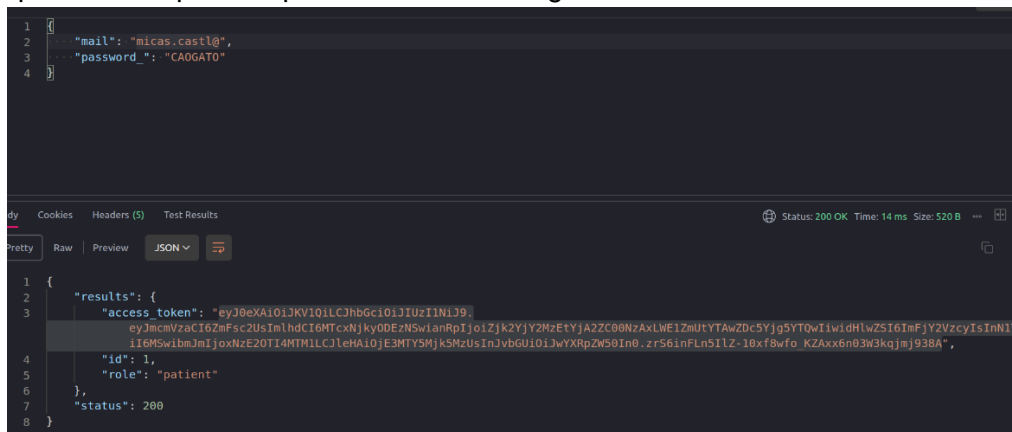 1 {
2 "mail": "micas.castl@",
3 "password_": "CAOGATO"
4 }
dy Cookies Headers (5) Test Results Status: 200 OK Time: 14 ms Size: 520 B
Pretty Raw Preview JSON
1 {
2 "results": {
3 "access_token": "eyJ0eXAiOiJKV1QiLCJhbGciOiJIUzI1NiJ9.
eyJmcmVzaCI6ZmFsc2UsImlhdCI6MTcxNjkyODEzNSwianRpIjoiZjk2YjY2MzEtYjA2ZC00NzAxLWE1ZmUtYTAwZDc5Yjg5YTQwIiwidHlwZSI6ImFjY2VzcyIsInN1
iI6MSwibmJmIjoxNzE2OTI4MTM1LCJleHAiOjE3MTY5Mjk5MzUsInJvbGUiOiJwYXRpZW50In0.zrS6inFLn5IlZ-10xf8wfo_KZAxx6n03W3kqjmj938A",
4 "id": 1,
5 "role": "patient"
6 },
7 "status": 200
8 }